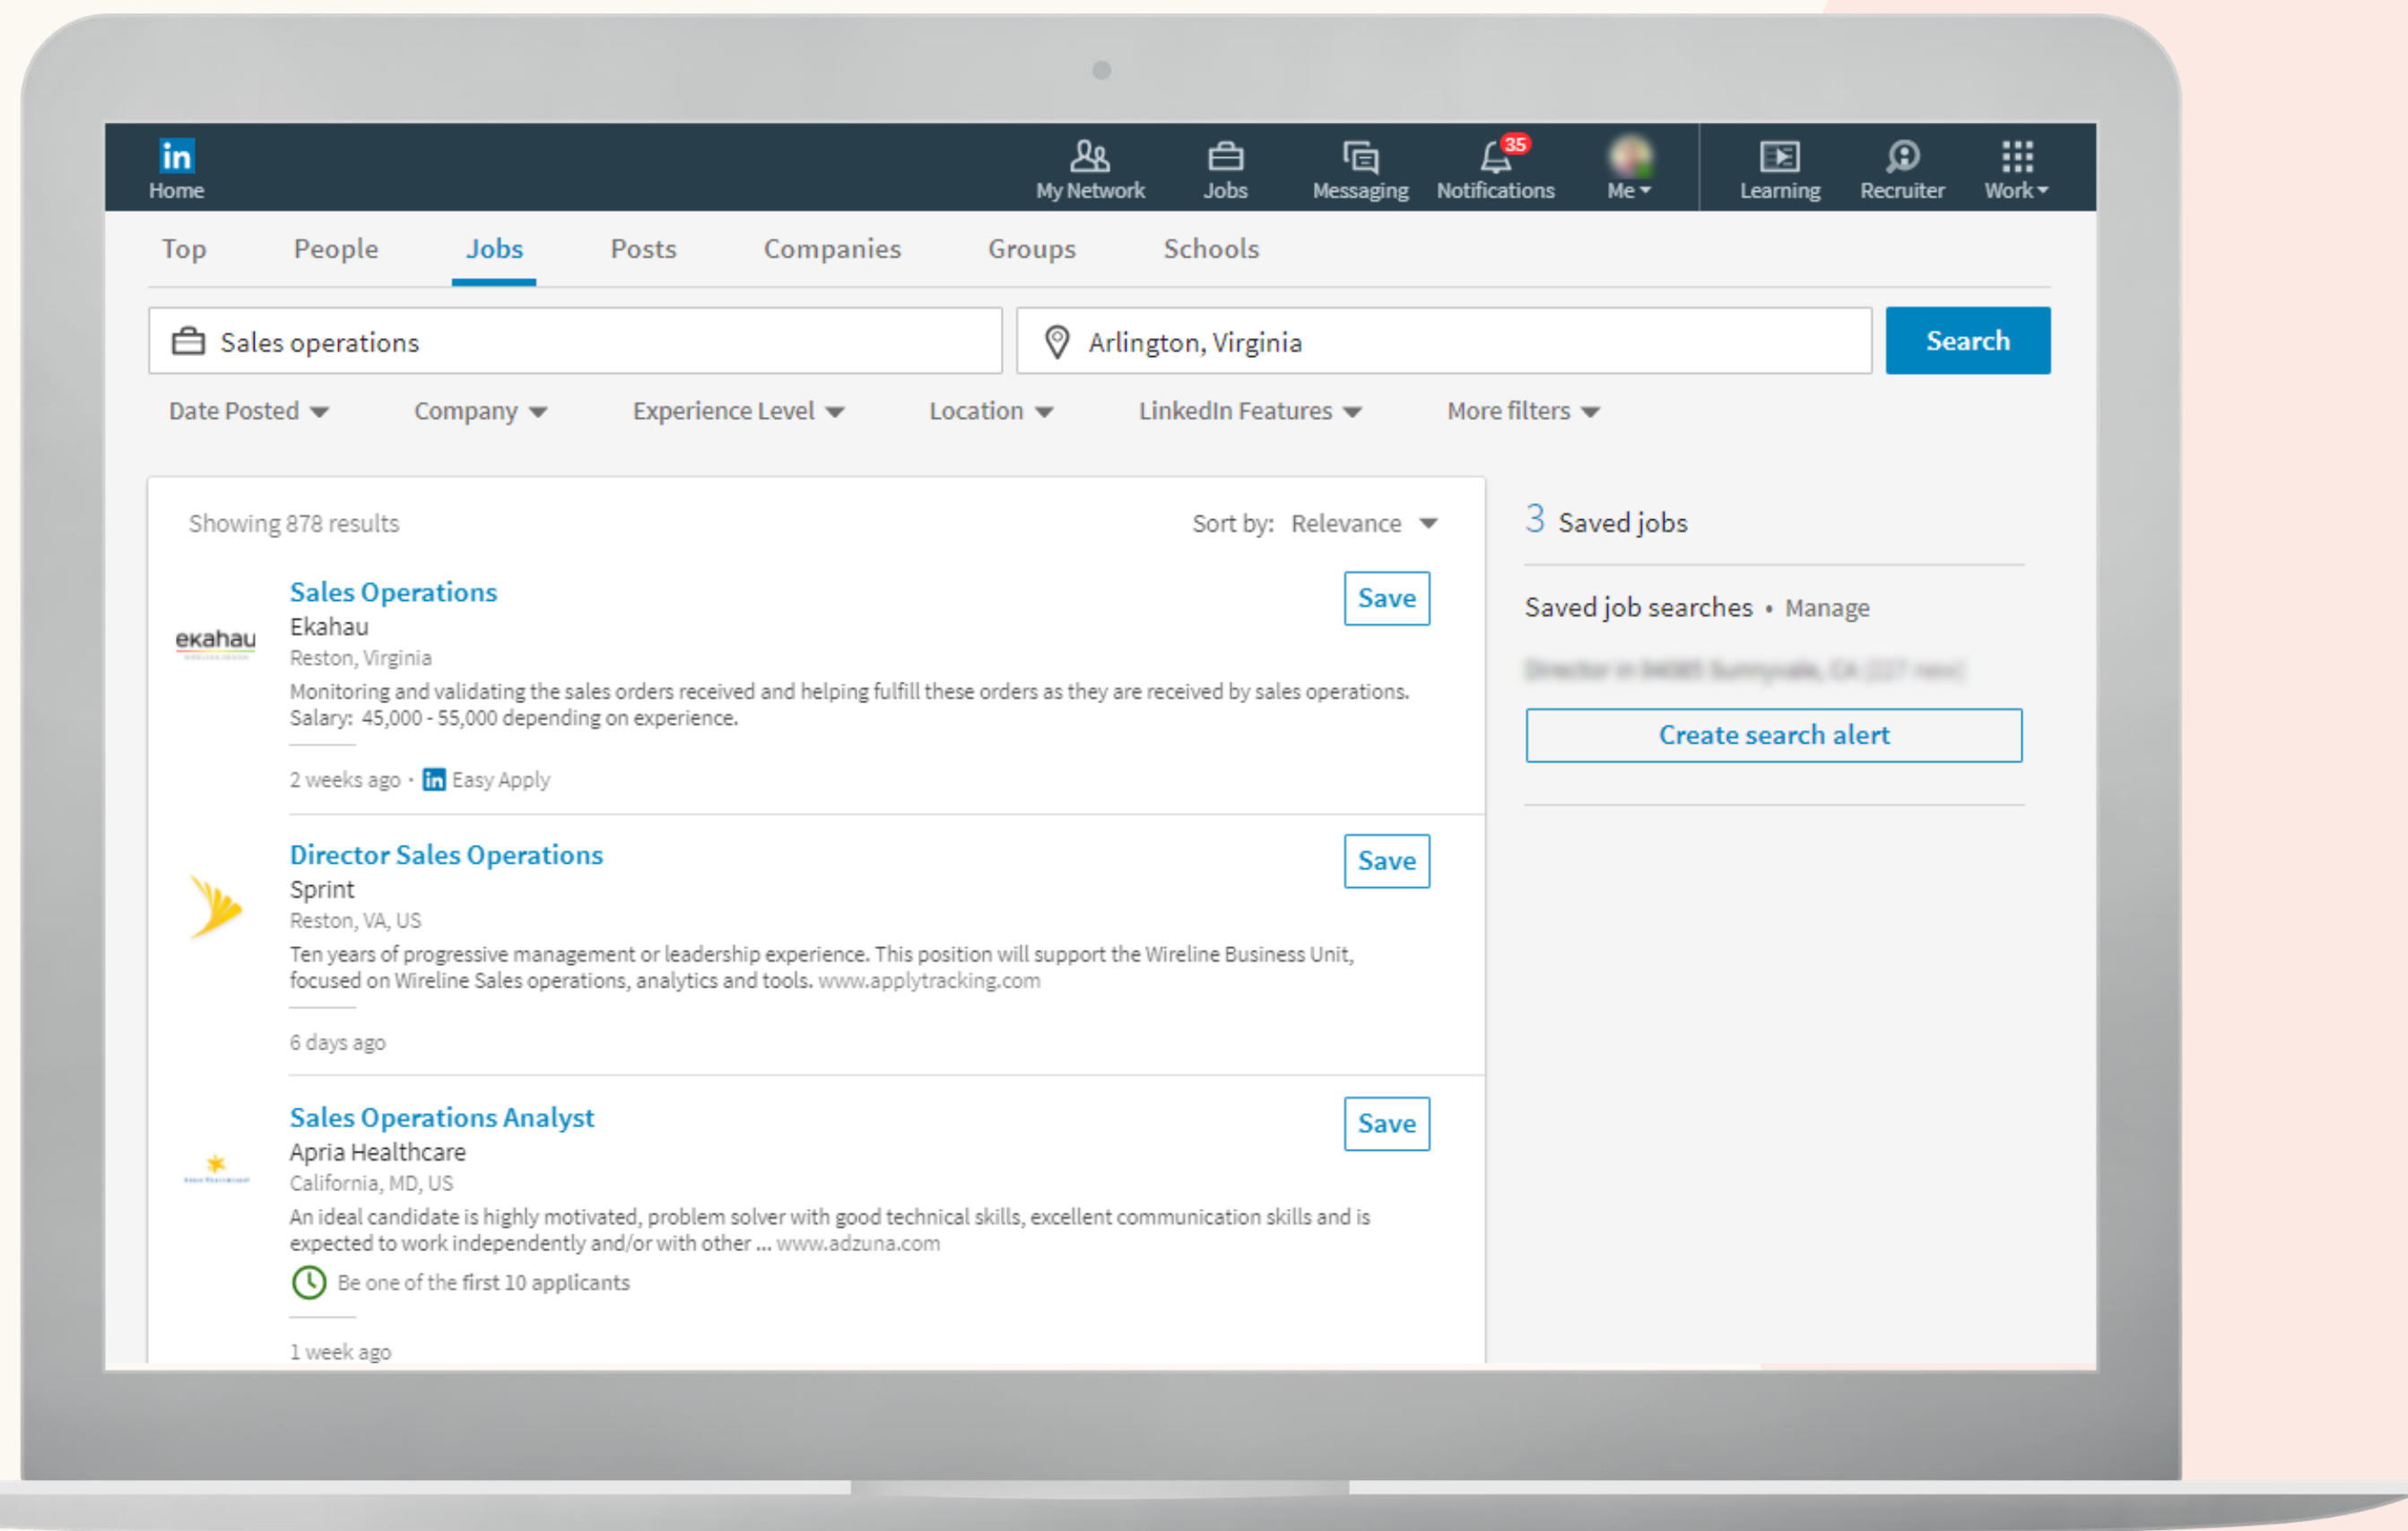 in
Home
My Network
Jobs
Messaging
35
Notifications
Me
Learning
Recruiter
Work
Top People Jobs Posts Companies Groups Schools
Sales operations
Arlington, Virginia
Search
Date Posted Company Experience Level Location LinkedIn Features More filters
Showing 878 results
Sort by: Relevance
Sales Operations
Save
ekahau
Ekahau
Reston, Virginia
Monitoring and validating the sales orders received and helping fulfill these orders as they are received by sales operations.
Salary: 45,000 - 55,000 depending on experience.
2 weeks ago · in Easy Apply
Director Sales Operations
Save
Sprint
Reston, VA, US
Ten years of progressive management or leadership experience. This position will support the Wireline Business Unit,
focused on Wireline Sales operations, analytics and tools. www.applytracking.com
6 days ago
Sales Operations Analyst
Save
Apria Healthcare
California, MD, US
An ideal candidate is highly motivated, problem solver with good technical skills, excellent communication skills and is
expected to work independently and/or with other ... www.adzuna.com
Be one of the first 10 applicants
1 week ago
3 Saved jobs
Saved job searches • Manage
Create search alert